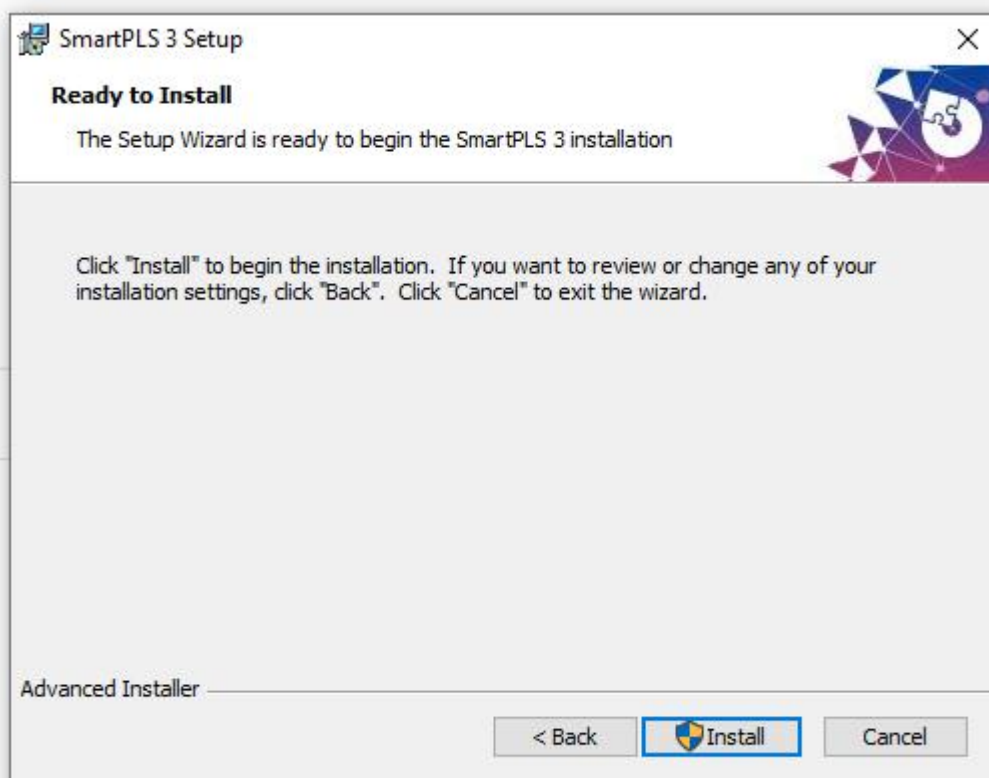 SmartPLS 3 Setup
Ready to Install
The Setup Wizard is ready to begin the SmartPLS 3 installation
Click "Install" to begin the installation. If you want to review or change any of your
installation settings, click "Back". Click "Cancel" to exit the wizard.
Advanced Installer
< Back
Install
Cancel